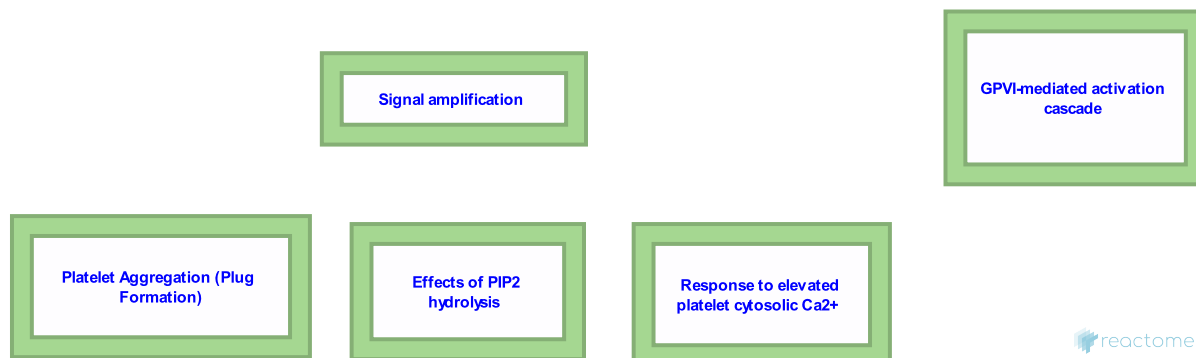 Signal amplification
GPVI-mediated activation
cascade
Platelet Aggregation (Plug
Formation)
Effects of PIP2
hydrolysis
Response to elevated
platelet cytosolic Ca2+
reactome